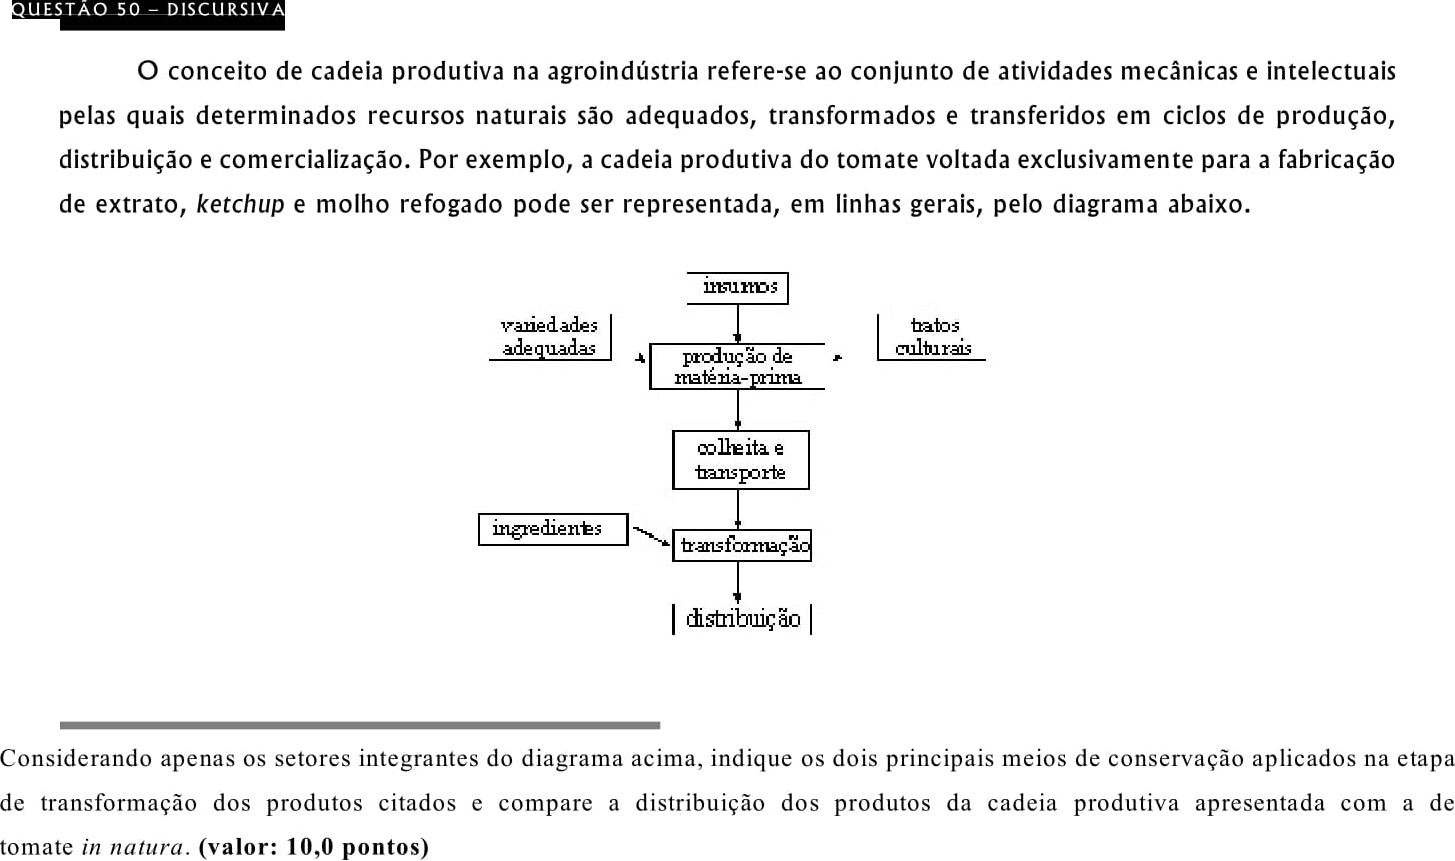 QUESTÃO 50 – DISCURSIVA
O conceito de cadeia produtiva na agroindústria refere-se ao conjunto de atividades mecânicas e intelectuais
pelas quais determinados recursos naturais são adequados, transformados e transferidos em ciclos de produção,
distribuição e comercialização. Por exemplo, a cadeia produtiva do tomate voltada exclusivamente para a fabricação
de extrato, ketchup e molho refogado pode ser representada, em linhas gerais, pelo diagrama abaixo.
insumos
variedades
adequadas
tratos
culturais
produção de
matéria-prima
colheita e
transporte
ingredientes
transformação
distribuição
Considerando apenas os setores integrantes do diagrama acima, indique os dois principais meios de conservação aplicados na etapa
de transformação dos produtos citados e compare a distribuição dos produtos da cadeia produtiva apresentada com a de
tomate in natura. (valor: 10,0 pontos)